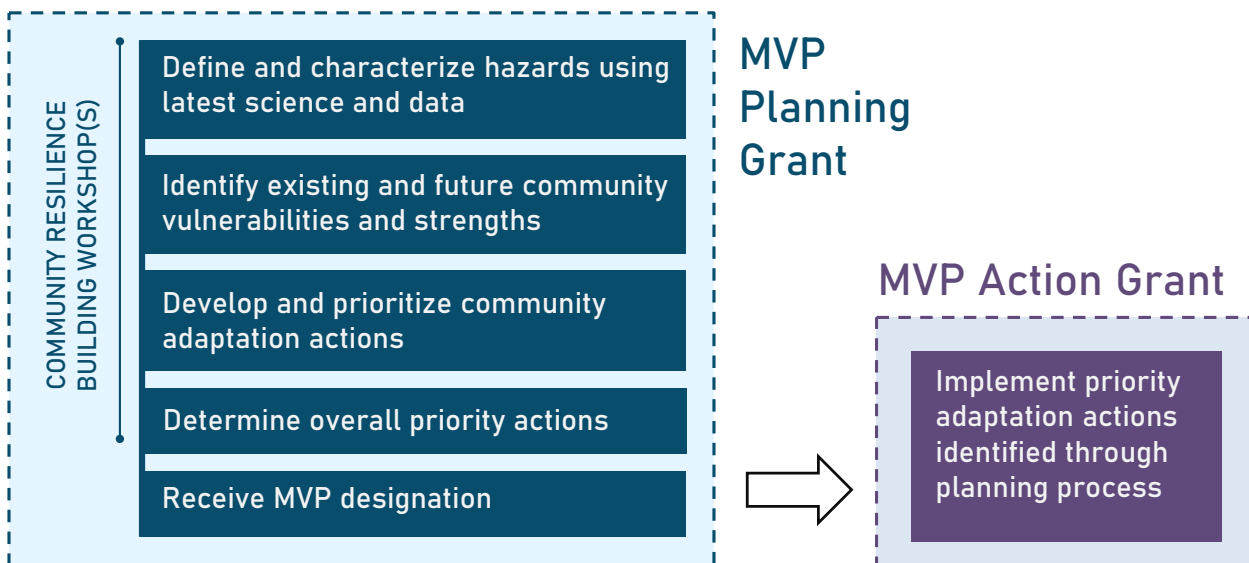 COMMUNITY RESILIENCE
BUILDING WORKSHOP(S)
Define and characterize hazards using
latest science and data
Identify existing and future community
vulnerabilities and strengths
Develop and prioritize community
adaptation actions
Determine overall priority actions
Receive MVP designation
MVP
Planning
Grant
MVP Action Grant
Implement priority
adaptation actions
identified through
planning process